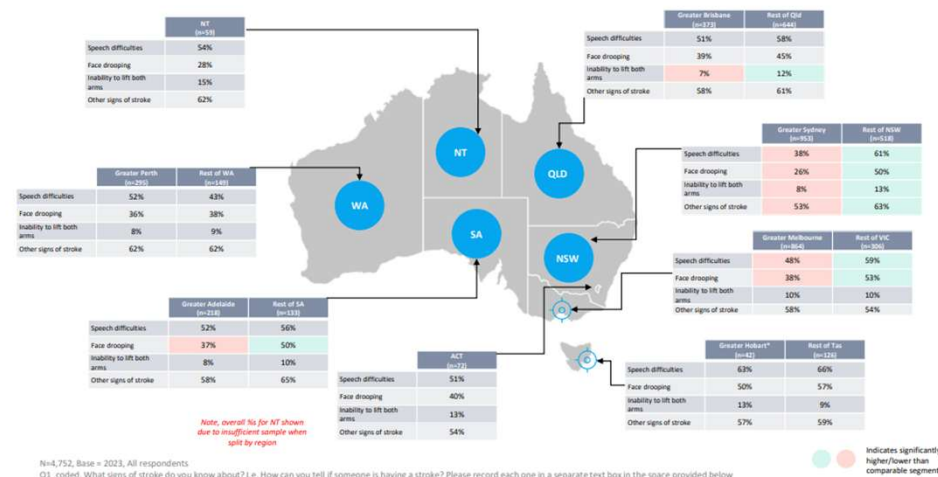 NT
(n=59)
Speech difficulties 54%
Face drooping 28%
Inability to lift both arms 15%
Other signs of stroke 62%
Greater Brisbane (n=373) Rest of Qld (n=644)
Speech difficulties 51% 58%
Face drooping 39% 45%
Inability to lift both arms 7% 12%
Other signs of stroke 58% 61%
Greater Sydney (n=953) Rest of NSW (n=518)
Speech difficulties 38% 61%
Face drooping 26% 50%
Inability to lift both arms 8% 13%
Other signs of stroke 53% 63%
Greater Perth (n=295) Rest of WA (n=149)
Speech difficulties 52% 43%
Face drooping 36% 38%
Inability to lift both arms 8% 9%
Other signs of stroke 62% 62%
NT
QLD
WA
SA
NSW
Greater Melbourne (n=864) Rest of VIC (n=306)
Speech difficulties 48% 59%
Face drooping 38% 53%
Inability to lift both arms 10% 10%
Other signs of stroke 58% 54%
Greater Adelaide (n=218) Rest of SA (n=133)
Speech difficulties 52% 56%
Face drooping 37% 50%
Inability to lift both arms 8% 10%
Other signs of stroke 58% 65%
ACT
(n=72)
Speech difficulties 51%
Face drooping 40%
Inability to lift both arms 13%
Other signs of stroke 54%
Greater Hobart* (n=42) Rest of Tas (n=126)
Speech difficulties 63% 66%
Face drooping 50% 57%
Inability to lift both arms 13% 9%
Other signs of stroke 57% 59%
Note, overall %s for NT shown
due to insufficient sample when
split by region
Indicates significantly
higher/lower than
comparable segment
N=4,752, Base = 2023, All respondents
Q1_coded. What signs of stroke do you know about? I.e. How can you tell if someone is having a stroke? Please record each one in a separate text box in the space provided below